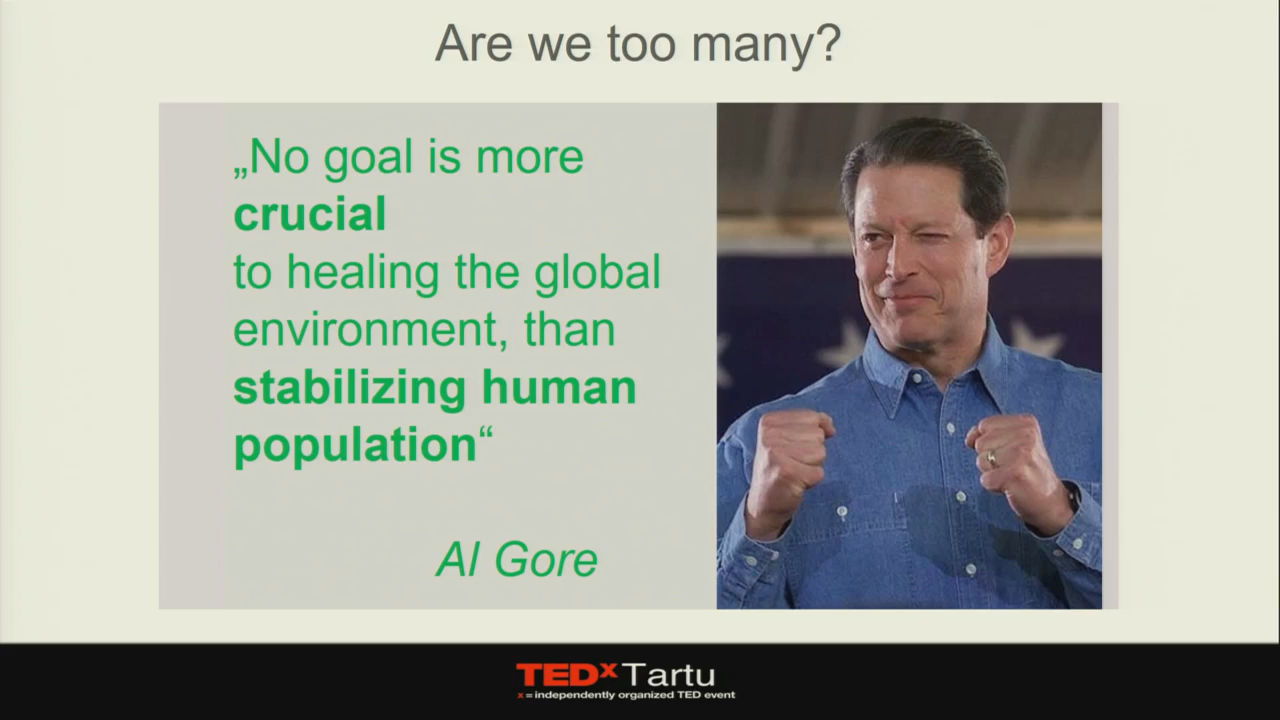 Are we too many?
„No goal is more
crucial
to healing the global
environment, than
stabilizing human
population“
Al Gore
TEDxTartu
x = independently organized TED event